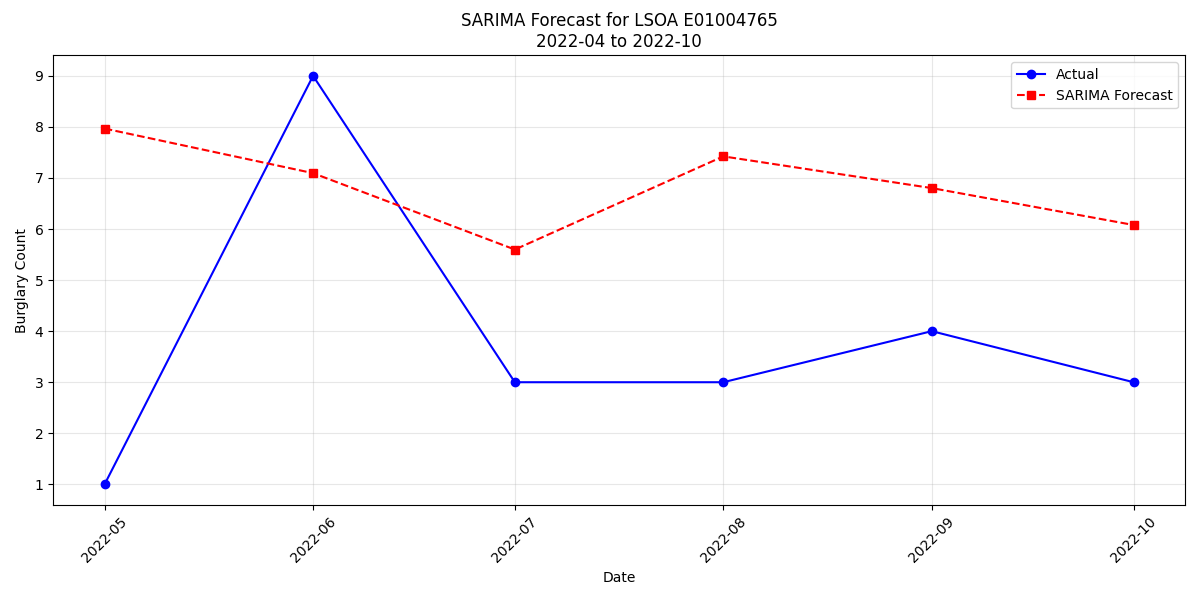 SARIMA Forecast for LSOA E01004765
2022-04 to 2022-10
Actual
SARIMA Forecast
Burglary Count
9
8
7
6
5
4
3
2
1
2022-05
2022-06
2022-07
2022-08
2022-09
2022-10
Date